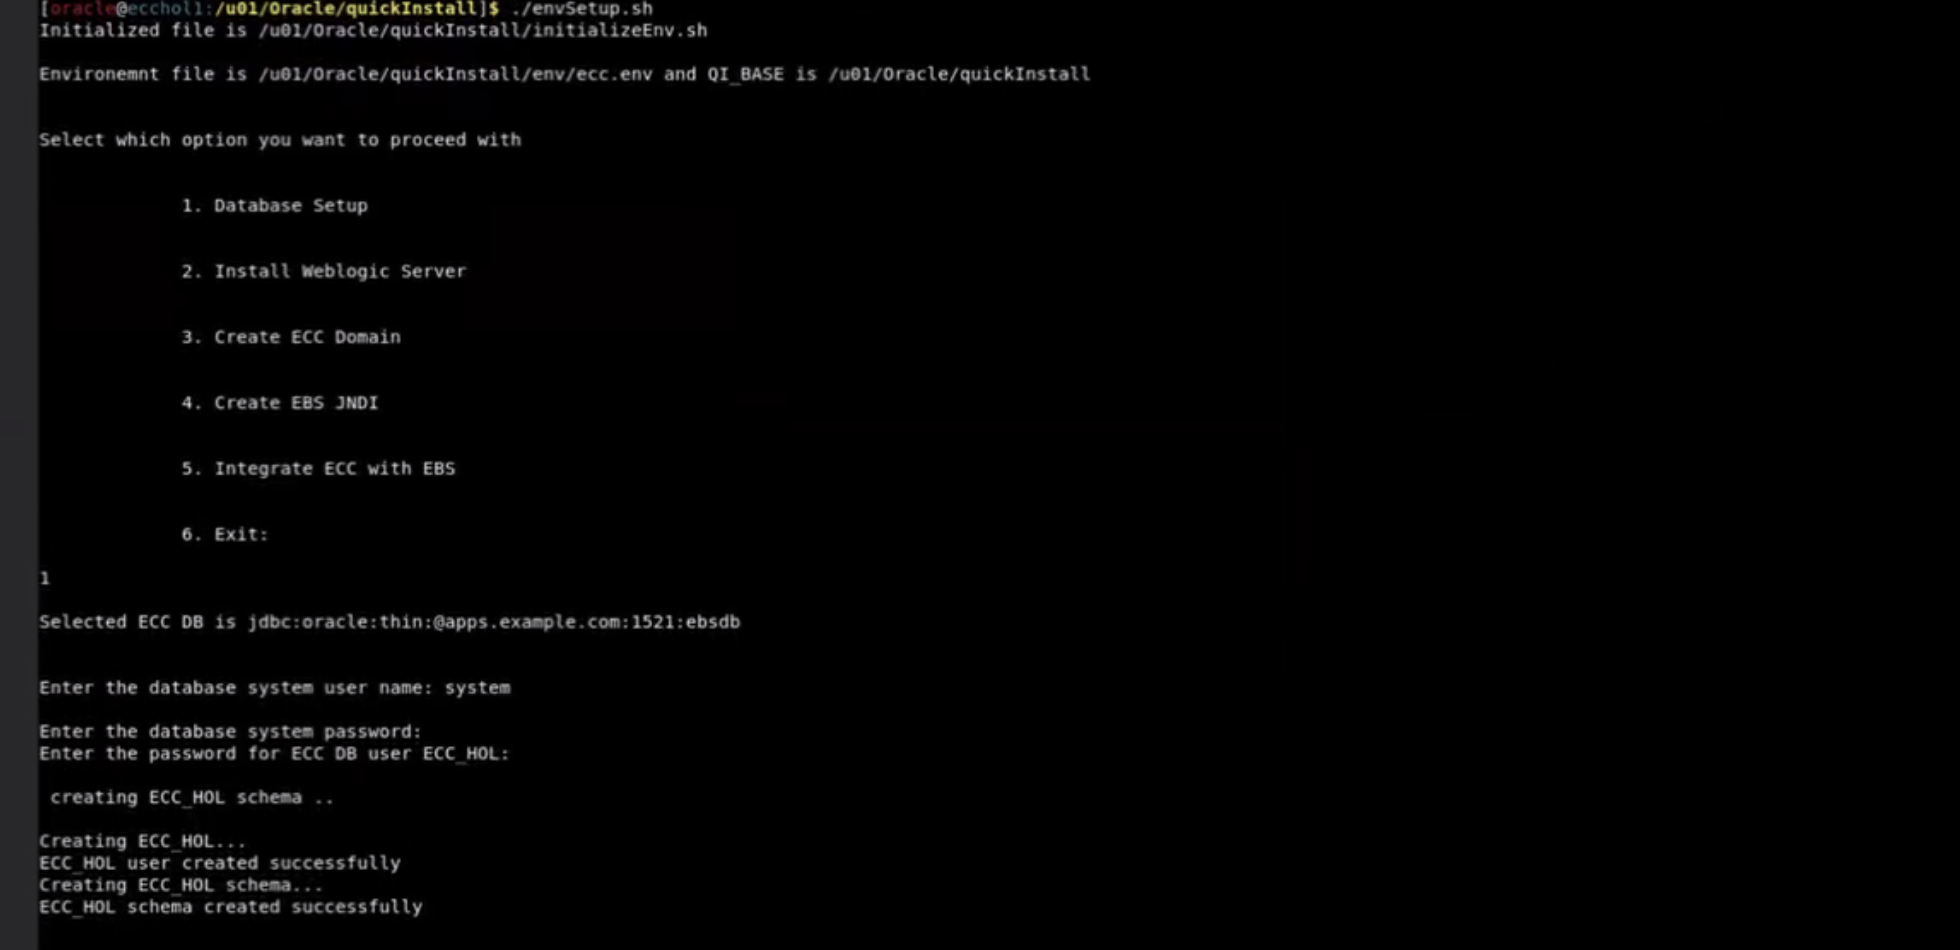 [oracle@ecchol1:/u01/Oracle/quickInstall]$ ./envSetup.sh
Initialized file is /u01/Oracle/quickInstall/initializeEnv.sh
Environemnt file is /u01/Oracle/quickInstall/env/ecc.env and QI_BASE is /u01/Oracle/quickInstall
Select which option you want to proceed with
1. Database Setup
2. Install Weblogic Server
3. Create ECC Domain
4. Create EBS JNDI
5. Integrate ECC with EBS
6. Exit:
1
Selected ECC DB is jdbc:oracle:thin:@apps.example.com:1521:ebsdb
Enter the database system user name: system
Enter the database system password:
Enter the password for ECC DB user ECC_HOL:
creating ECC_HOL schema ..
Creating ECC_HOL...
ECC_HOL user created successfully
Creating ECC_HOL schema...
ECC_HOL schema created successfully